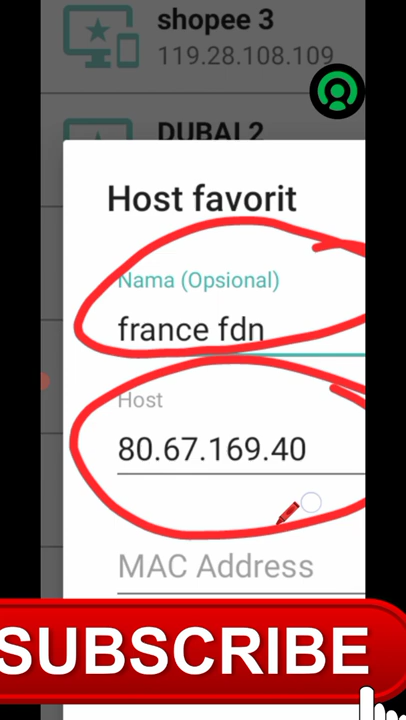 shopee 3
119.28.108.109
DUBAI 2
Host favorit
Nama (Opsional)
france fdn
Host
80.67.169.40
MAC Address
SUBSCRIBE